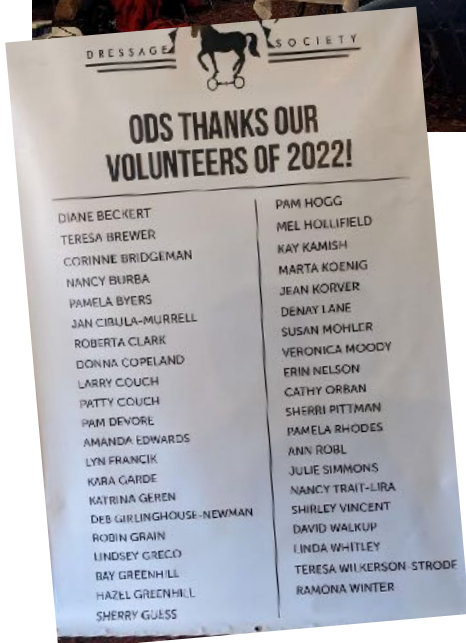 DRESSAGE SOCIETY
ODS THANKS OUR
VOLUNTEERS OF 2022!
DIANE BECKERT
TERESA BREWER
CORINNE BRIDGEMAN
NANCY BURBA
PAMELA BYERS
JAN CIBULA-MURRELL
ROBERTA CLARK
DONNA COPELAND
LARRY COUCH
PATTY COUCH
PAM DEVORE
AMANDA EDWARDS
LYN FRANCIK
KARA GARDE
KATRINA GEREN
DEB GIRLINGHOUSE-NEWMAN
ROBIN GRAIN
LINDSEY GRECO
BAY GREENHILL
HAZEL GREENHILL
SHERRY GUESS
PAM HOGG
MEL HOLLIFIELD
KAY KAMISH
MARTA KOENIG
JEAN KORVER
DENAY LANE
SUSAN MOHLER
VERONICA MOODY
ERIN NELSON
CATHY ORBAN
SHERRI PITTMAN
PAMELA RHODES
ANN ROBL
JULIE SIMMONS
NANCY TRAIT-LIRA
SHIRLEY VINCENT
DAVID WALKUP
LINDA WHITLEY
TERESA WILKERSON-STRODE
RAMONA WINTER